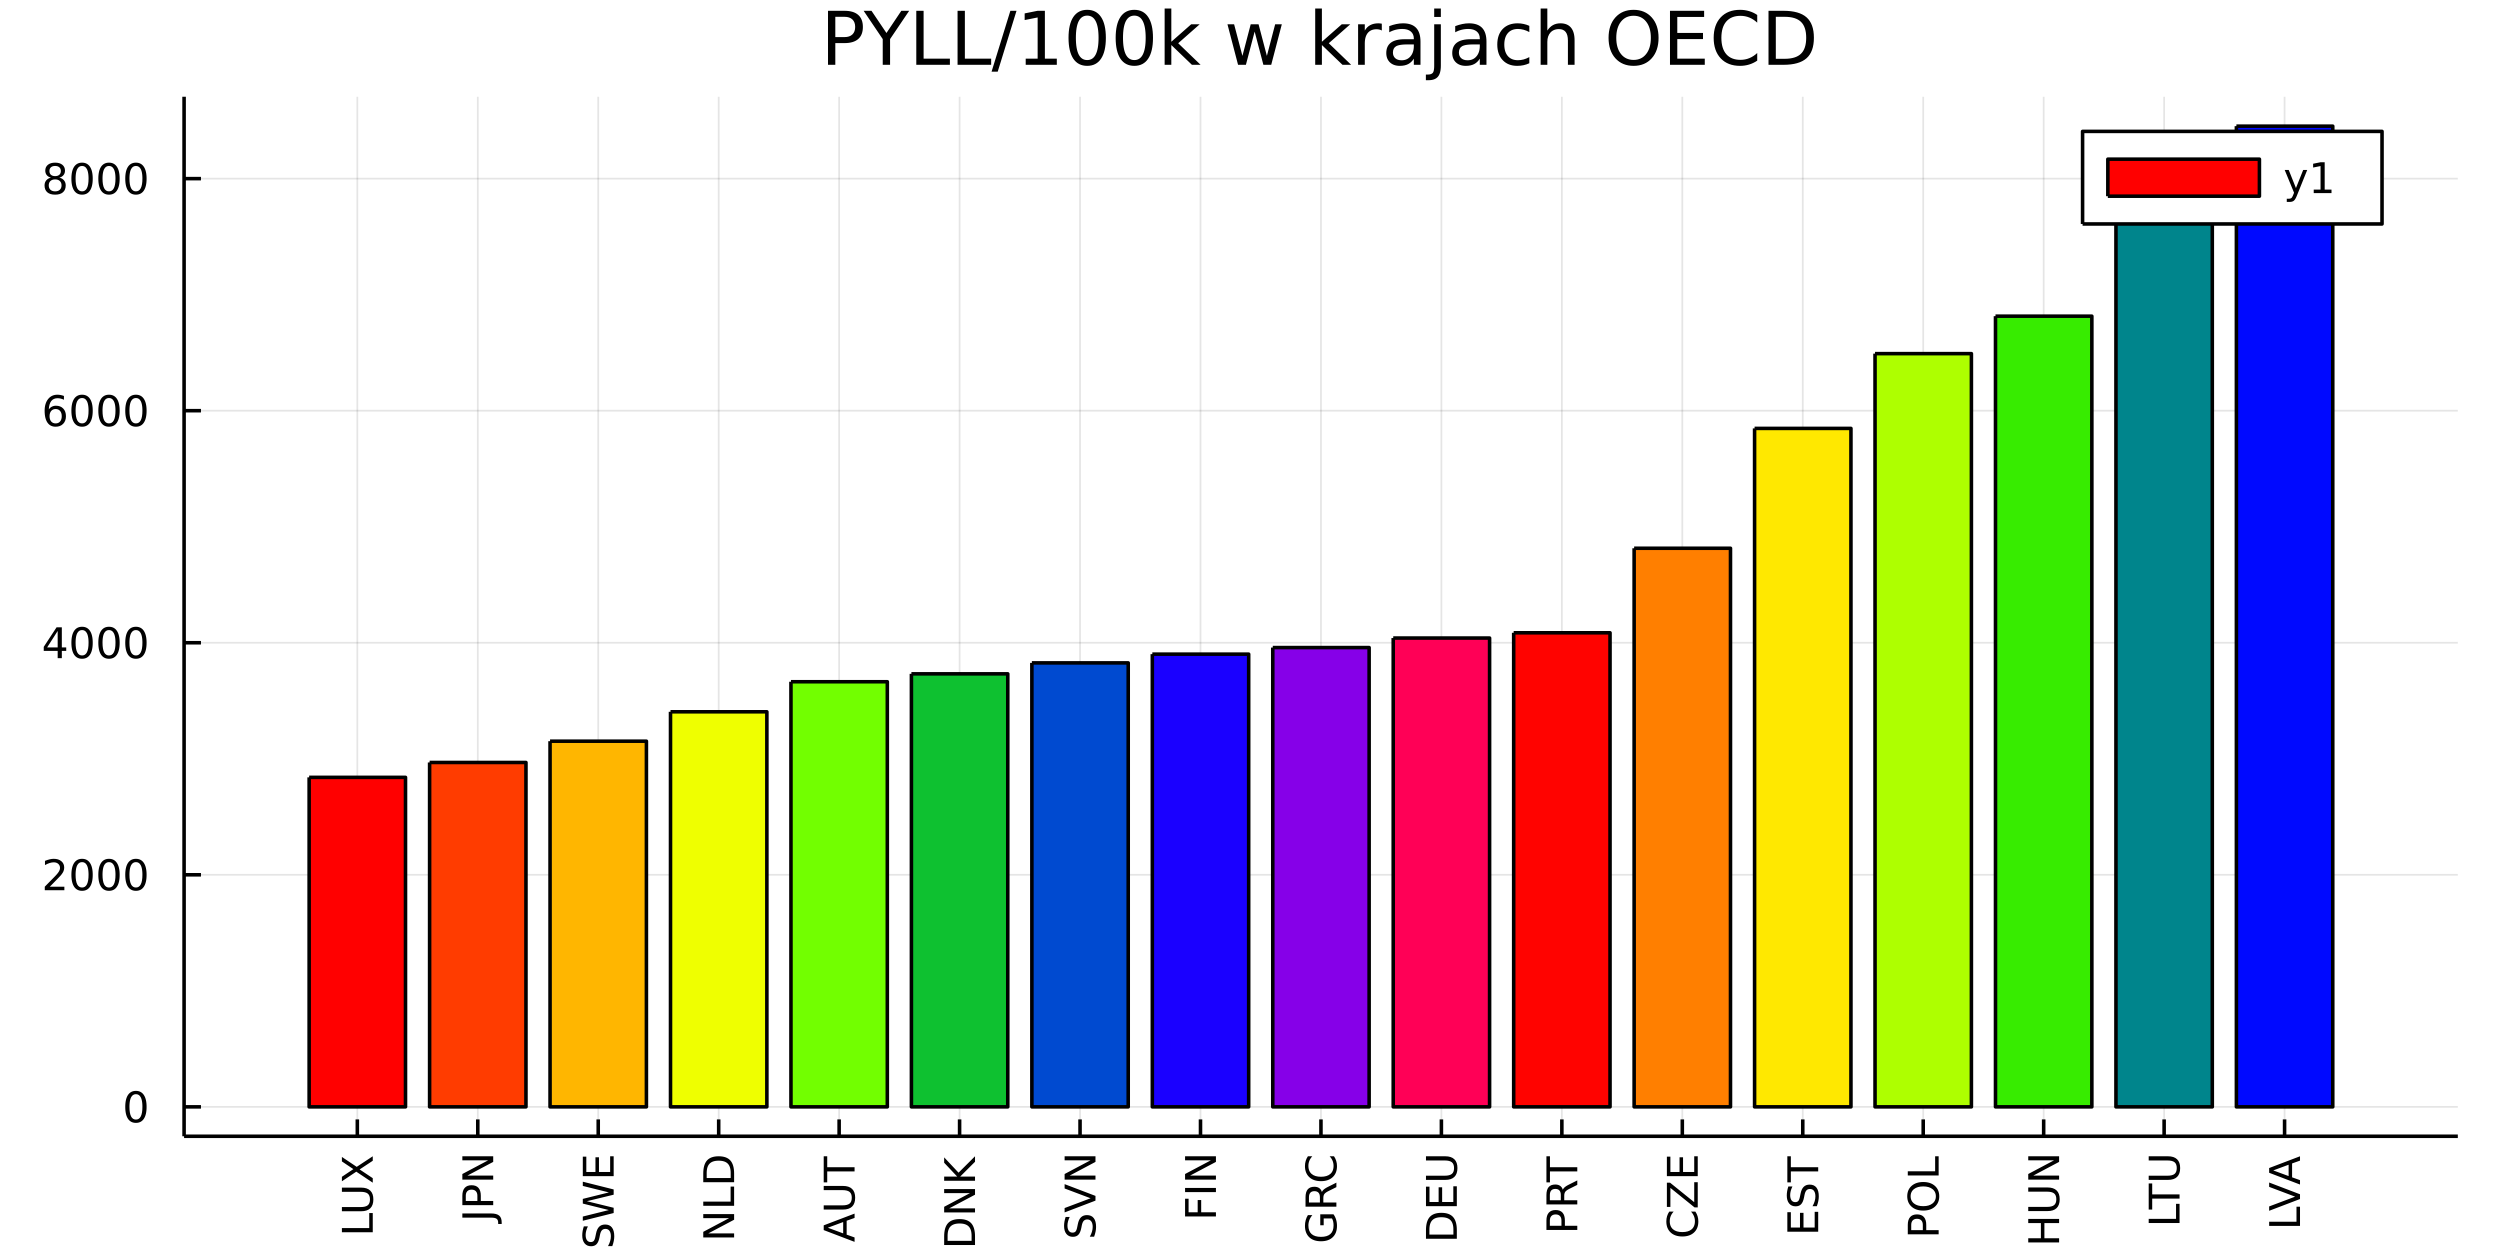 PYLL/100k w krajach OECD
8000
6000
4000
2000
0
y1
LUX
JPN
SWE
NLD
AUT
DNK
SVN
FIN
GRC
DEU
PRT
CZE
EST
POL
HUN
LTU
LVA